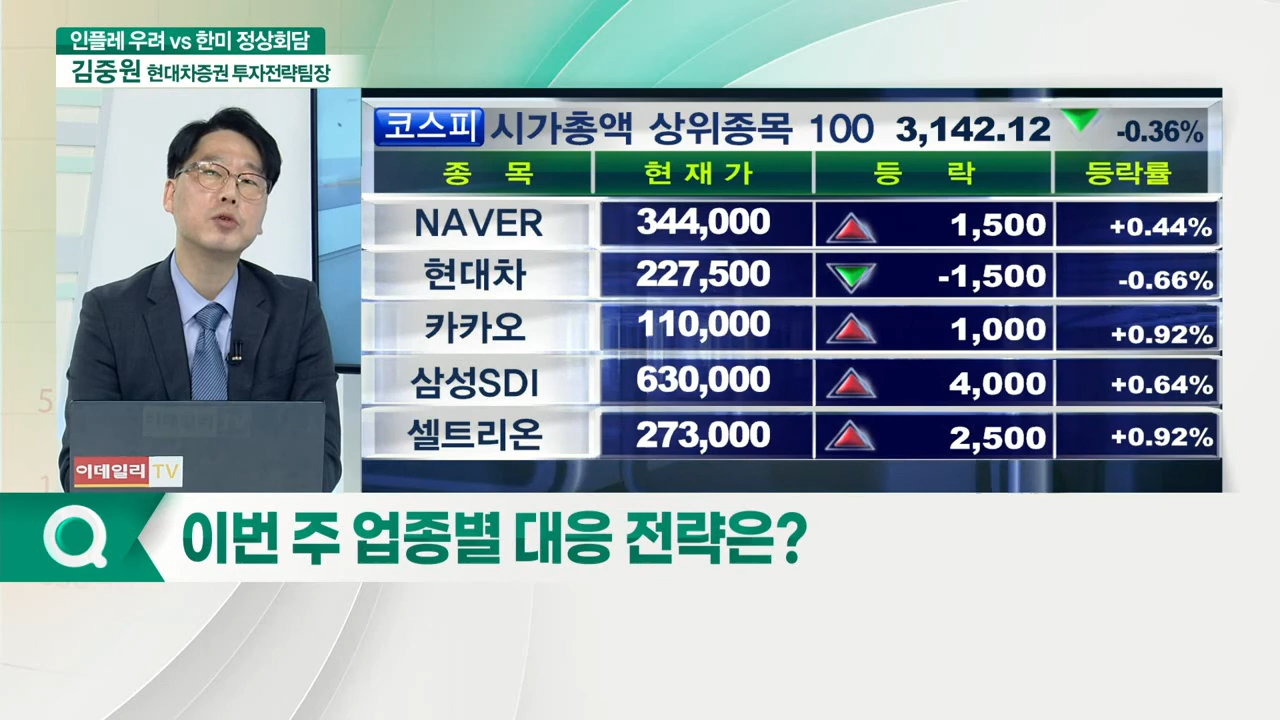 인플레 우려 vs 한미 정상회담
김중원 현대차증권 투자전략팀장
코스피 시가총액 상위종목 100 3,142.12 -0.36%
종 목 현 재 가 등 락 등락률
NAVER 344,000 1,500 +0.44%
현대차 227,500 -1,500 -0.66%
카카오 110,000 1,000 +0.92%
삼성SDI 630,000 4,000 +0.64%
셀트리온 273,000 2,500 +0.92%
이데일리 TV
이번 주 업종별 대응 전략은?